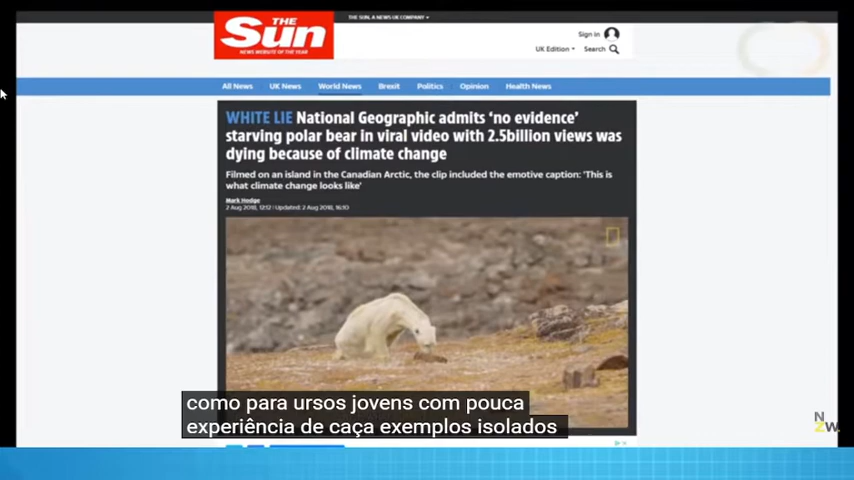 THE SUN, A NEWS UK COMPANY
THE
Sun
NEWS WEBSITE OF THE YEAR
Sign in
UK Edition
Search
All News UK News World News Brexit Politics Opinion Health News
WHITE LIE National Geographic admits ‘no evidence’
starving polar bear in viral video with 2.5billion views was
dying because of climate change
Filmed on an island in the Canadian Arctic, the clip included the emotive caption: 'This is
what climate change looks like'
Mark Hodge
2 Aug 2018, 12:12 | Updated: 2 Aug 2018, 16:10
como para ursos jovens com pouca
experiência de caça exemplos isolados
N
ZW